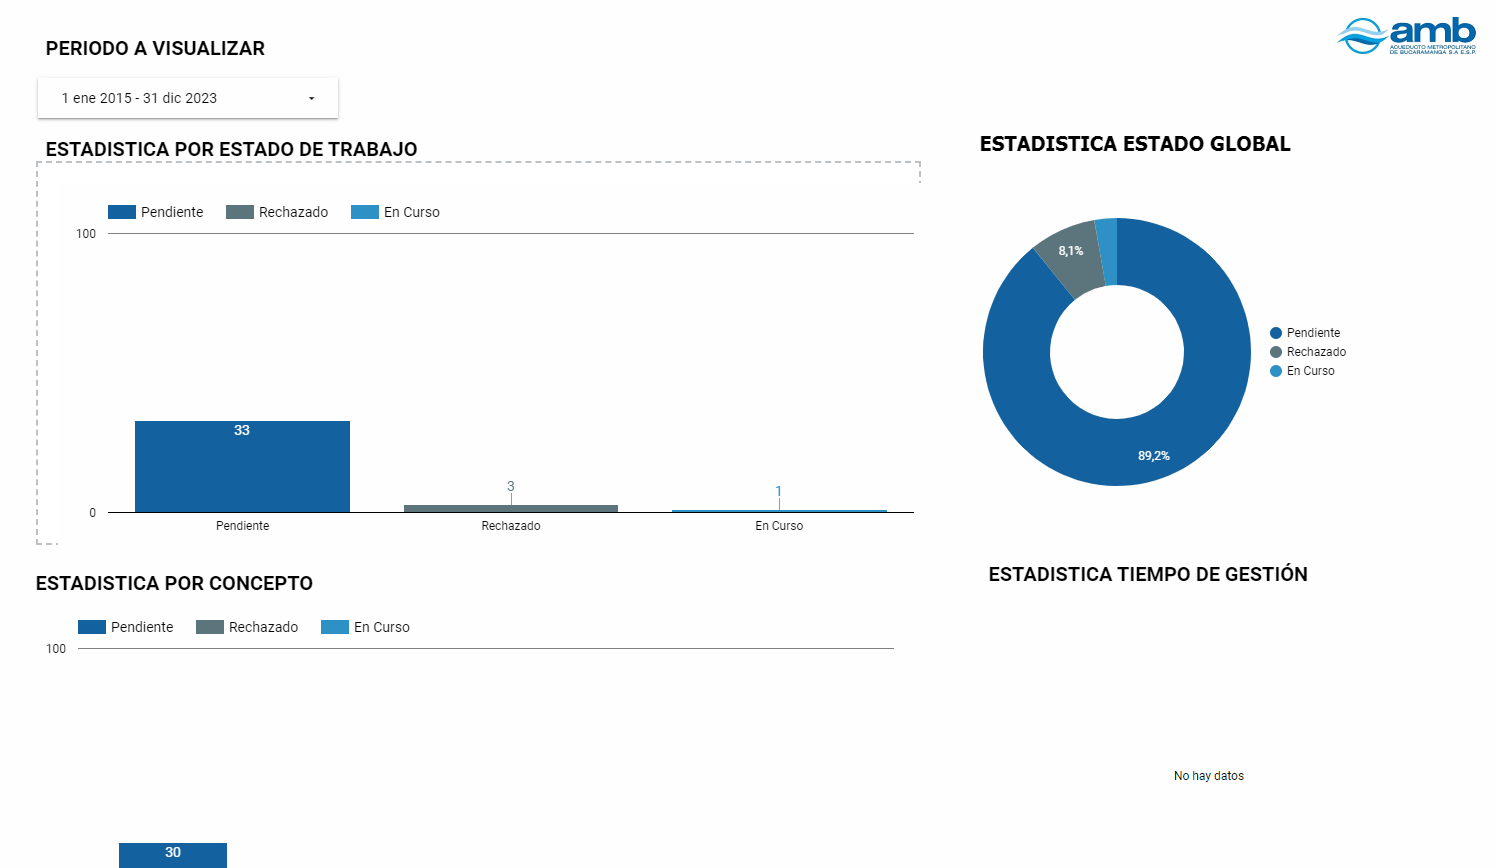 PERIODO A VISUALIZAR
amb
ACUEDUCTO METROPOLITANO
DE BUCARAMANGA S.A E.S.P.
1 ene 2015 - 31 dic 2023
ESTADISTICA POR ESTADO DE TRABAJO
Pendiente Rechazado En Curso
100
33
3
1
0
Pendiente Rechazado En Curso
ESTADISTICA ESTADO GLOBAL
8,1%
89,2%
Pendiente
Rechazado
En Curso
ESTADISTICA POR CONCEPTO
Pendiente Rechazado En Curso
100
30
ESTADISTICA TIEMPO DE GESTIÓN
No hay datos